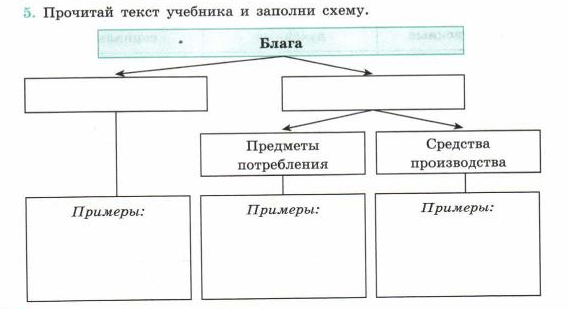 5. Прочитай текст учебника и заполни схему.
Блага
Предметы
потребления
Средства
производства
Примеры:
Примеры:
Примеры: